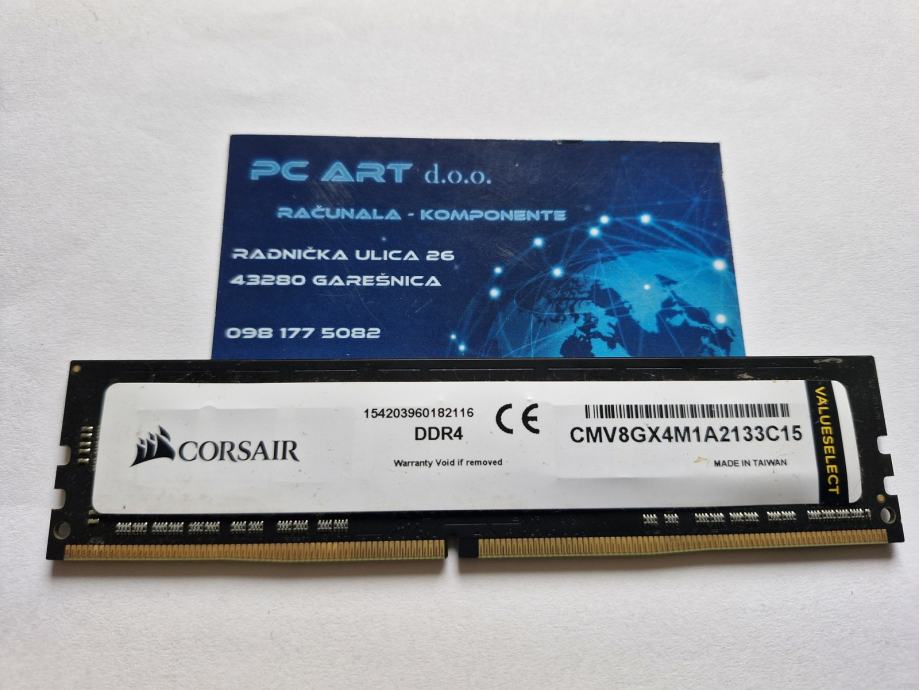 PC ART d.o.o.
RAČUNALA - KOMPONENTE
RADNIČKA ULICA 26
43280 GAREŠNICA
098 177 5082
CORSAIR
154203960182116
DDR4
CE
Warranty Void if removed
CMV8GX4M1A2133C15
MADE IN TAIWAN
VALUESELECT